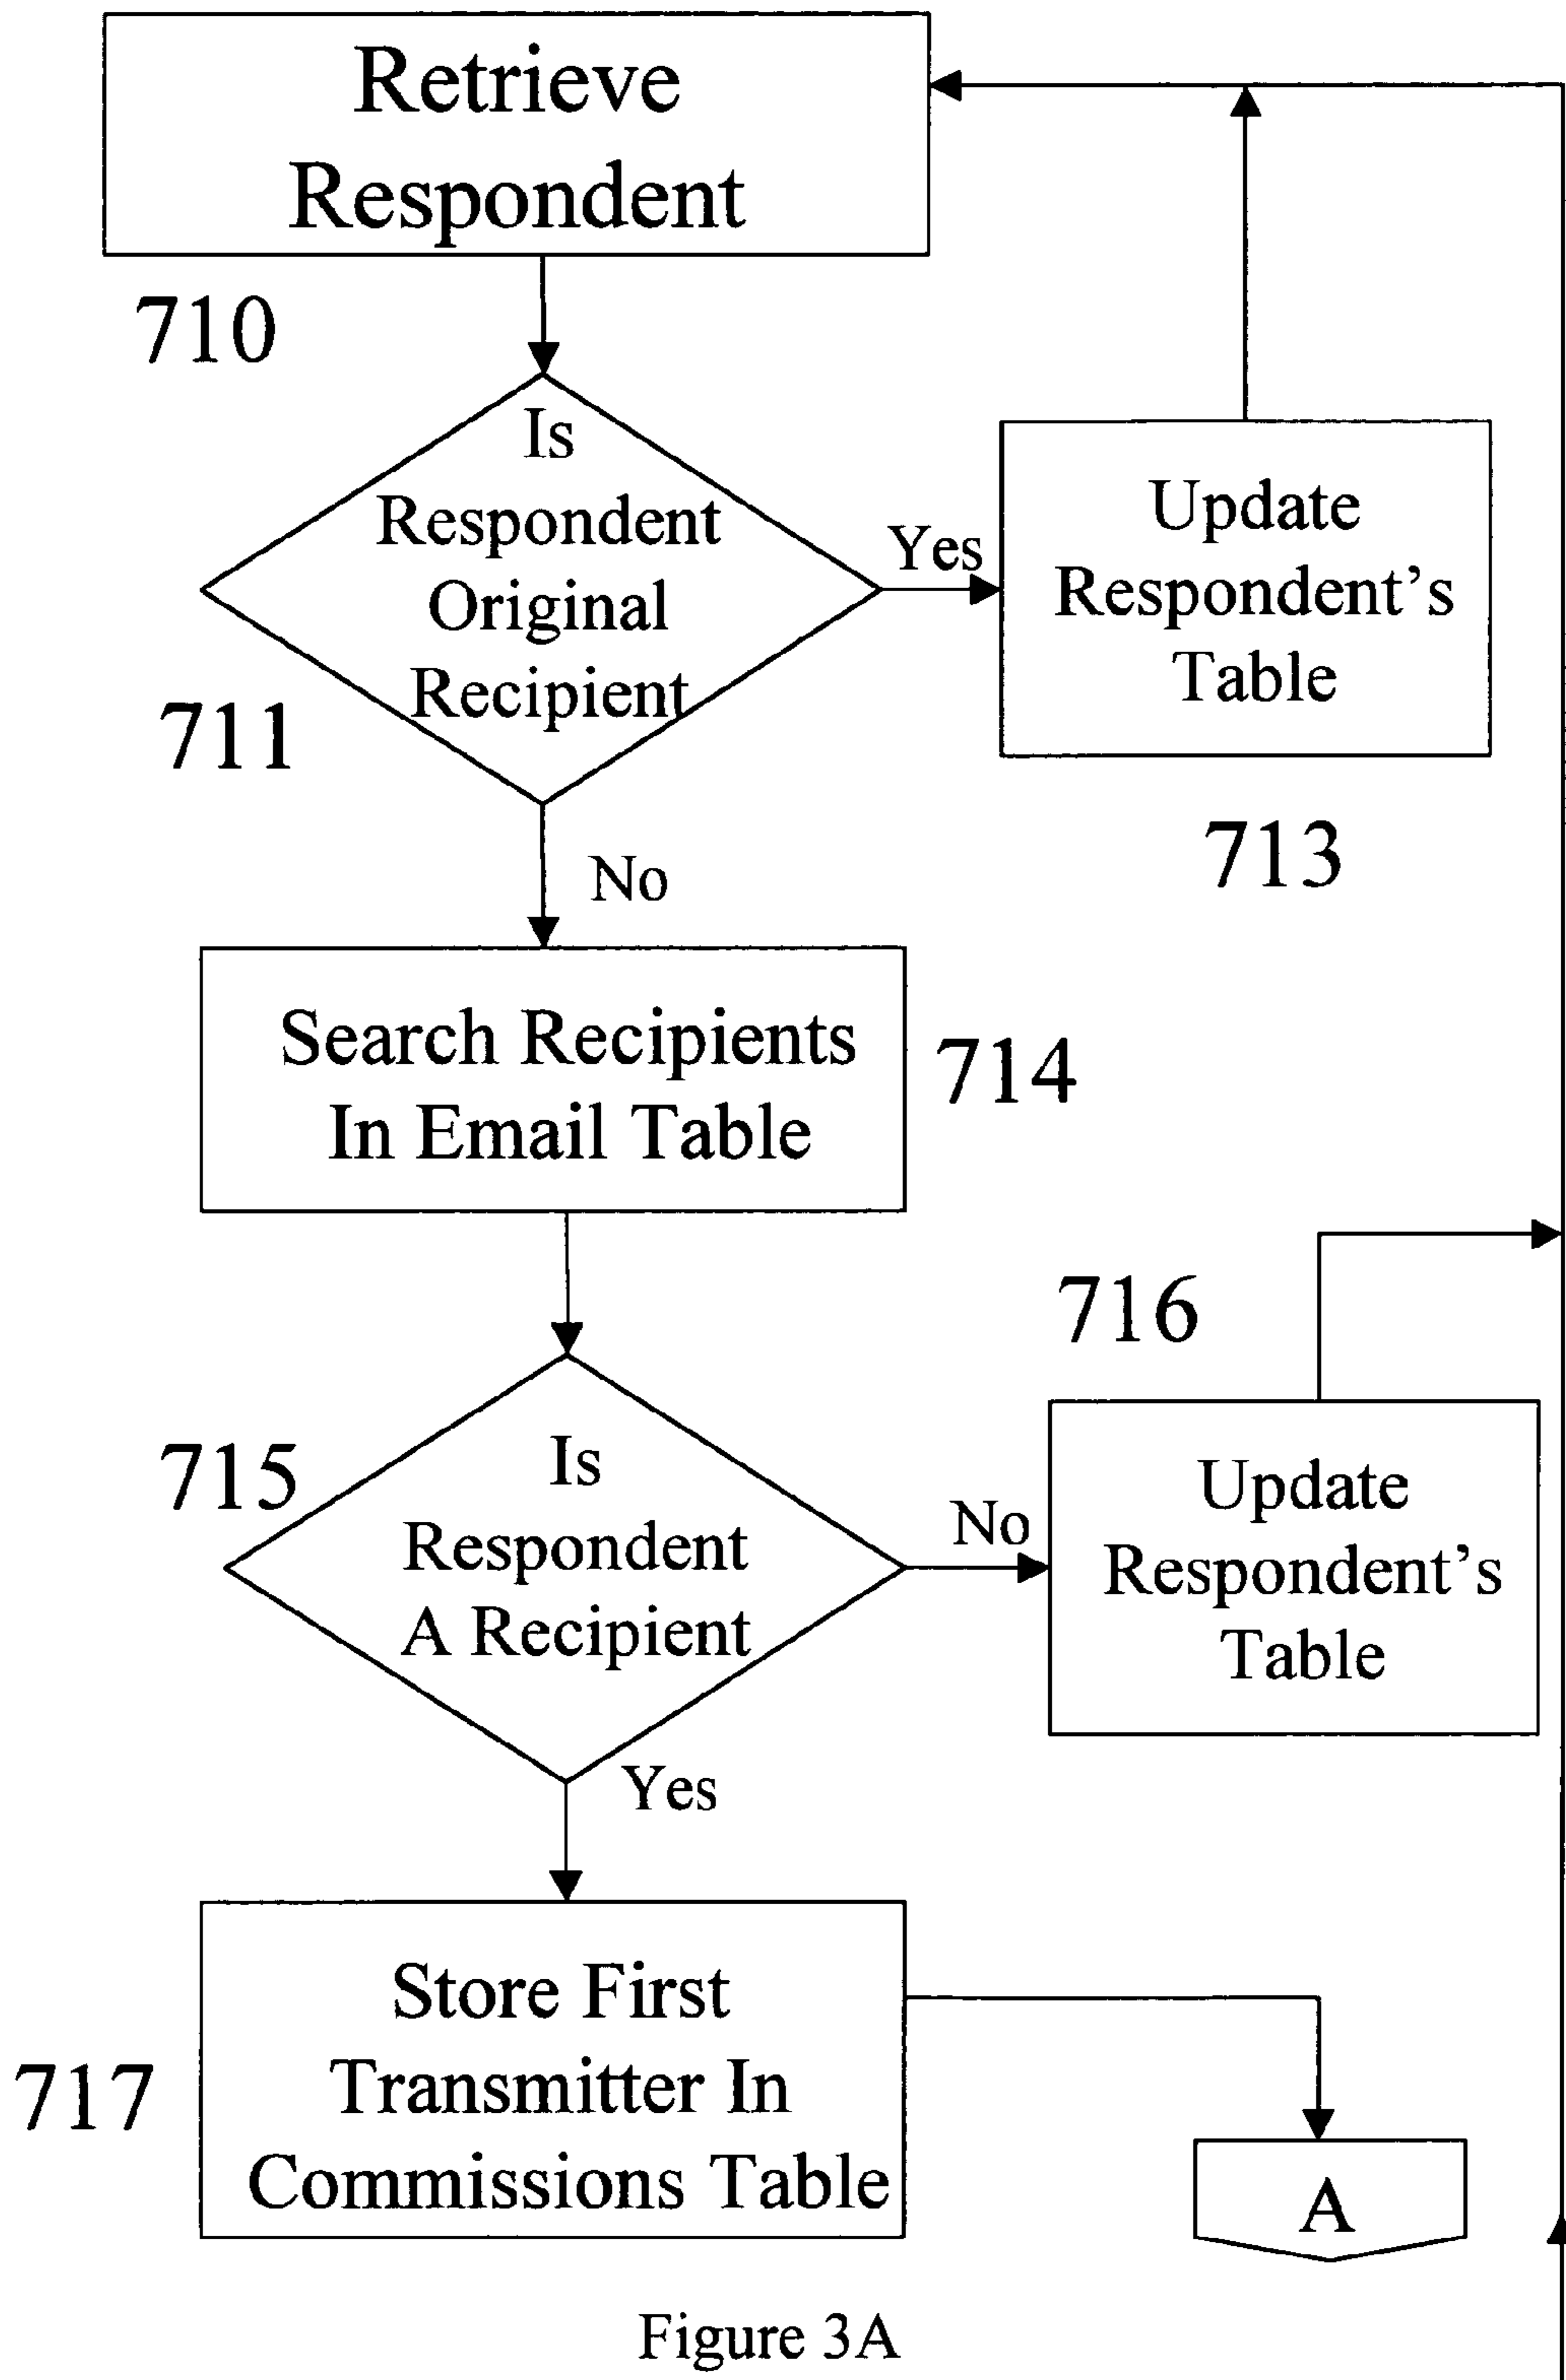 Retrieve
Respondent
710
Is
Respondent
Original
Recipient
711
Yes
Update
Respondent's
Table
713
No
Search Recipients
In Email Table
714
716
715
Is
Respondent
A Recipient
No
Update
Respondent's
Table
Yes
Store First
Transmitter In
Commissions Table
717
A
Figure 3A